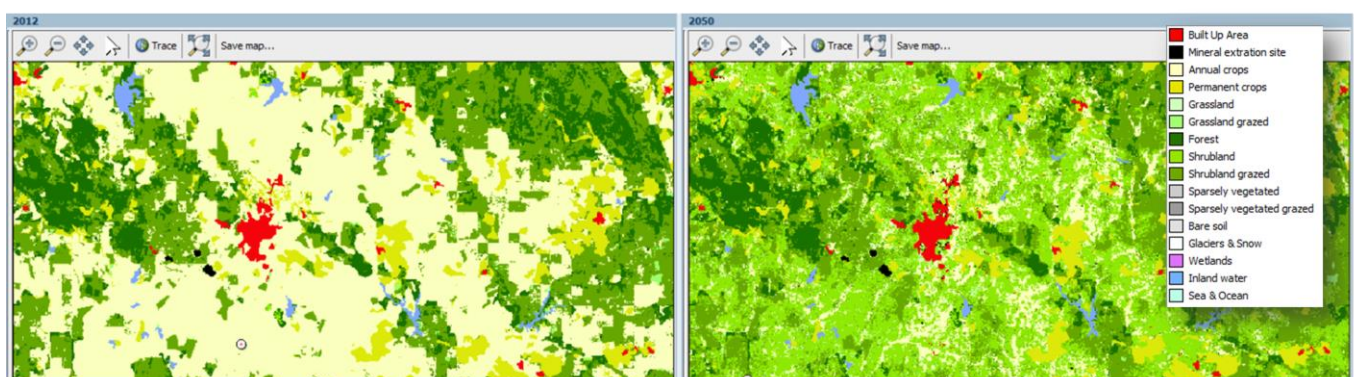 2012
Trace
Save map...
2050
Trace
Save map...
Built Up Area
Mineral extration site
Annual crops
Permanent crops
Grassland
Grassland grazed
Forest
Shrubland
Shrubland grazed
Sparsely vegetated
Sparsely vegetated grazed
Bare soil
Glaciers & Snow
Wetlands
Inland water
Sea & Ocean